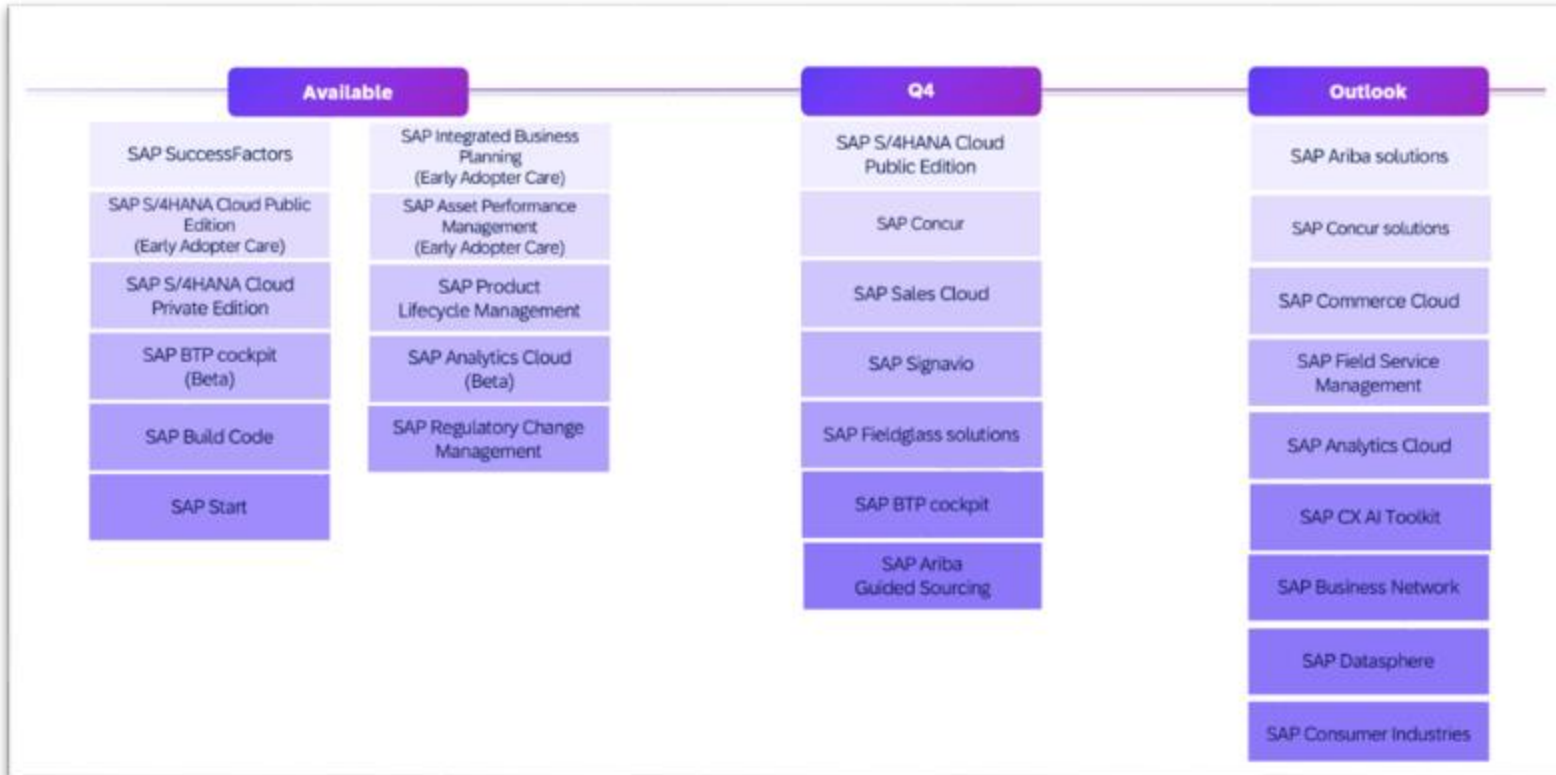 Available
SAP SuccessFactors
SAP S/4HANA Cloud Public
Edition
(Early Adopter Care)
SAP S/4HANA Cloud
Private Edition
SAP BTP cockpit
(Beta)
SAP Build Code
SAP Start
SAP Integrated Business
Planning
(Early Adopter Care)
SAP Asset Performance
Management
(Early Adopter Care)
SAP Product
Lifecycle Management
SAP Analytics Cloud
(Beta)
SAP Regulatory Change
Management
Q4
SAP S/4HANA Cloud
Public Edition
SAP Concur
SAP Sales Cloud
SAP Signavio
SAP Fieldglass solutions
SAP BTP cockpit
SAP Ariba
Guided Sourcing
Outlook
SAP Ariba solutions
SAP Concur solutions
SAP Commerce Cloud
SAP Field Service
Management
SAP Analytics Cloud
SAP CX AI Toolkit
SAP Business Network
SAP Datasphere
SAP Consumer Industries